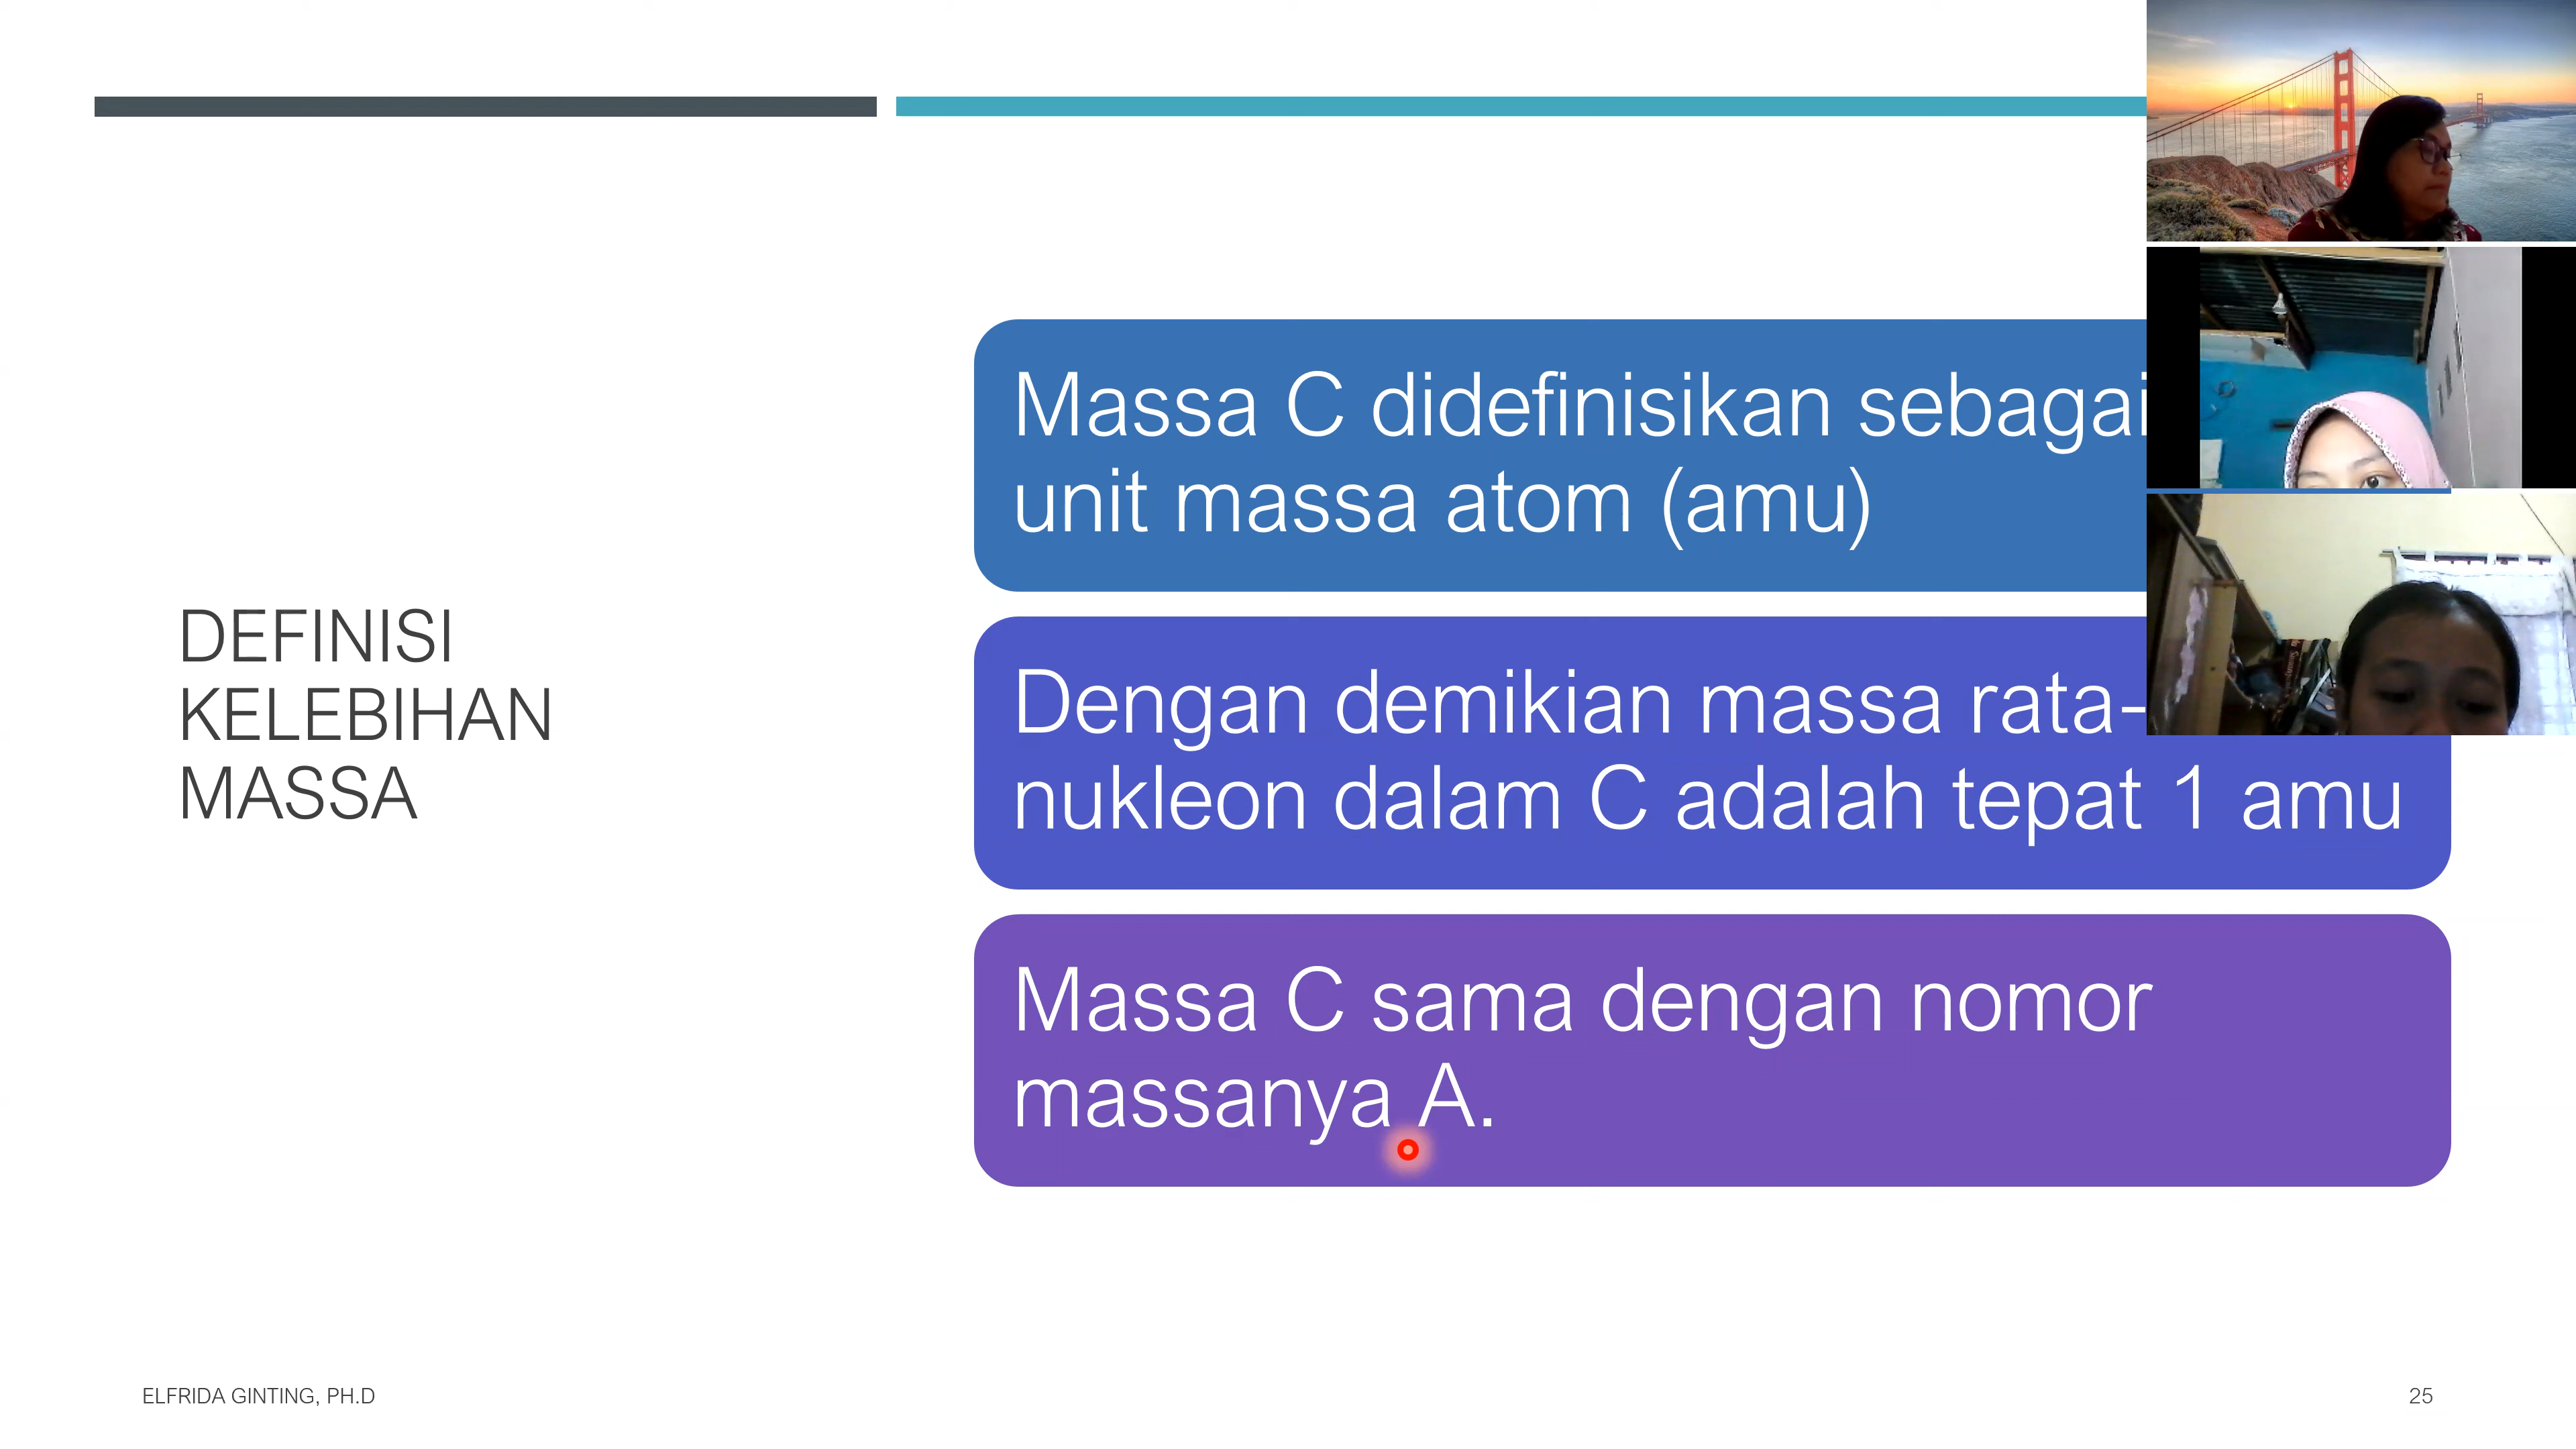 DEFINISI
KELEBIHAN
MASSA
Massa C didefinisikan sebagai
unit massa atom (amu)
Dengan demikian massa rata-
nukleon dalam C adalah tepat 1 amu
Massa C sama dengan nomor
massanya A.
ELFRIDA GINTING, PH.D
25